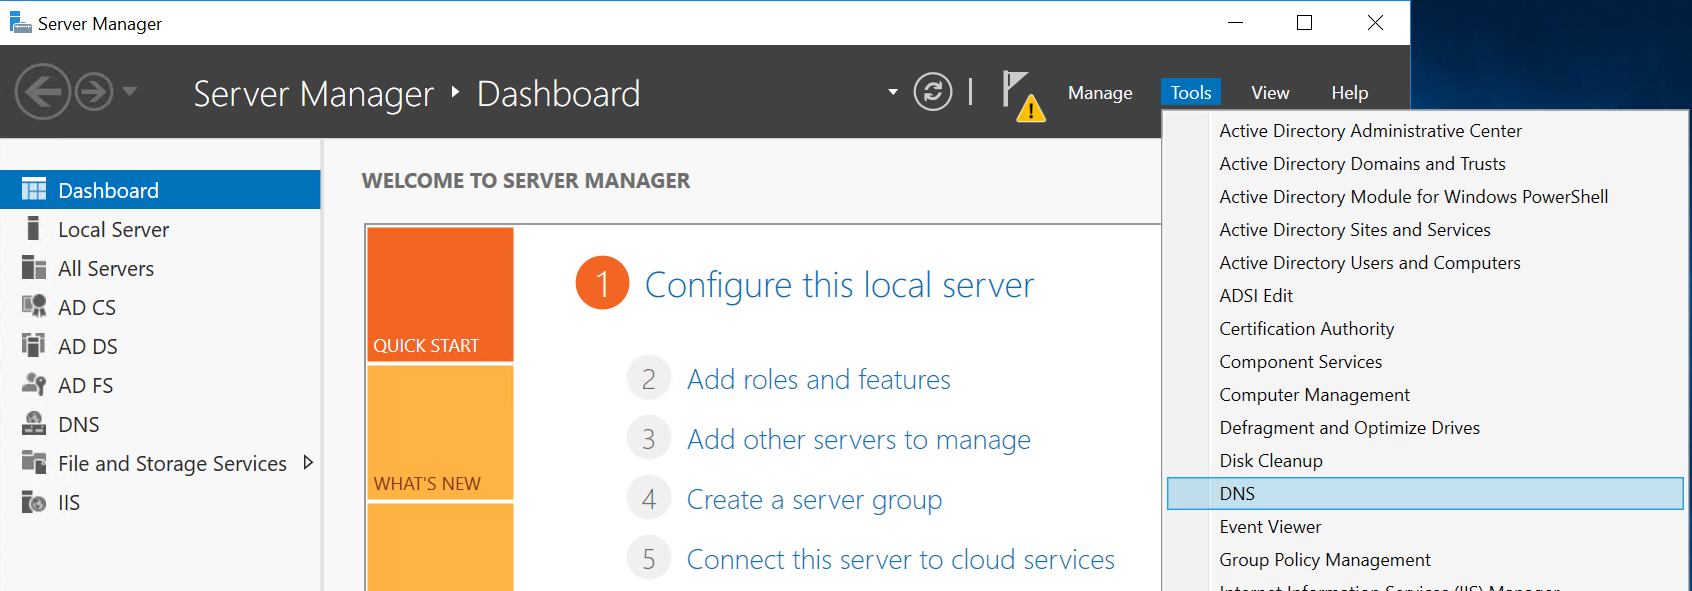 Server Manager
Server Manager ‣ Dashboard
Manage
Tools
View
Help
Dashboard
Local Server
All Servers
AD CS
AD DS
AD FS
DNS
File and Storage Services
IIS
WELCOME TO SERVER MANAGER
QUICK START
WHAT'S NEW
1 Configure this local server
2 Add roles and features
3 Add other servers to manage
4 Create a server group
5 Connect this server to cloud services
Active Directory Administrative Center
Active Directory Domains and Trusts
Active Directory Module for Windows PowerShell
Active Directory Sites and Services
Active Directory Users and Computers
ADSI Edit
Certification Authority
Component Services
Computer Management
Defragment and Optimize Drives
Disk Cleanup
DNS
Event Viewer
Group Policy Management
Internet Information Services (IIS) Manager